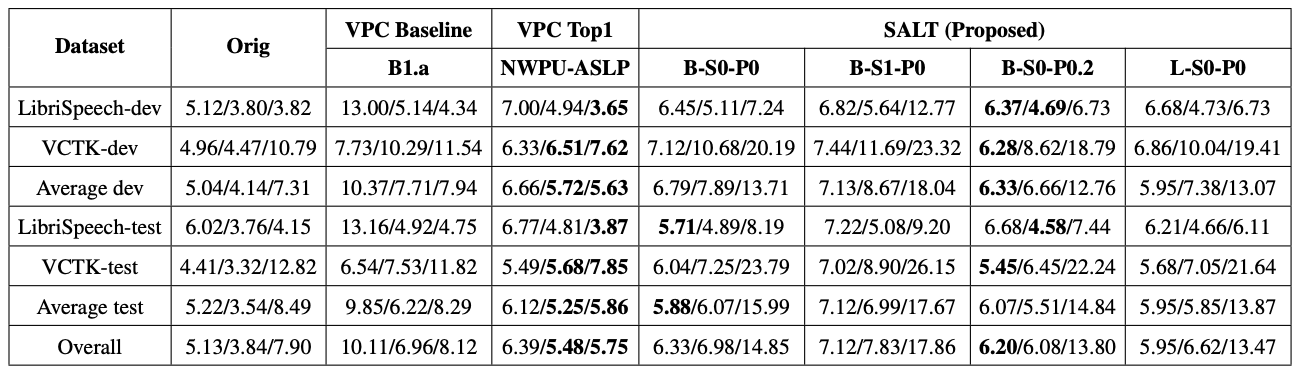 Dataset Orig VPC Baseline VPC Top1 SALT (Proposed)
B1.a NWPU-ASLP B-S0-P0 B-S1-P0 B-S0-P0.2 L-S0-P0
LibriSpeech-dev 5.12/3.80/3.82 13.00/5.14/4.34 7.00/4.94/3.65 6.45/5.11/7.24 6.82/5.64/12.77 6.37/4.69/6.73 6.68/4.73/6.73
VCTK-dev 4.96/4.47/10.79 7.73/10.29/11.54 6.33/6.51/7.62 7.12/10.68/20.19 7.44/11.69/23.32 6.28/8.62/18.79 6.86/10.04/19.41
Average dev 5.04/4.14/7.31 10.37/7.71/7.94 6.66/5.72/5.63 6.79/7.89/13.71 7.13/8.67/18.04 6.33/6.66/12.76 5.95/7.38/13.07
LibriSpeech-test 6.02/3.76/4.15 13.16/4.92/4.75 6.77/4.81/3.87 5.71/4.89/8.19 7.22/5.08/9.20 6.68/4.58/7.44 6.21/4.66/6.11
VCTK-test 4.41/3.32/12.82 6.54/7.53/11.82 5.49/5.68/7.85 6.04/7.25/23.79 7.02/8.90/26.15 5.45/6.45/22.24 5.68/7.05/21.64
Average test 5.22/3.54/8.49 9.85/6.22/8.29 6.12/5.25/5.86 5.88/6.07/15.99 7.12/6.99/17.67 6.07/5.51/14.84 5.95/5.85/13.87
Overall 5.13/3.84/7.90 10.11/6.96/8.12 6.39/5.48/5.75 6.33/6.98/14.85 7.12/7.83/17.86 6.20/6.08/13.80 5.95/6.62/13.47